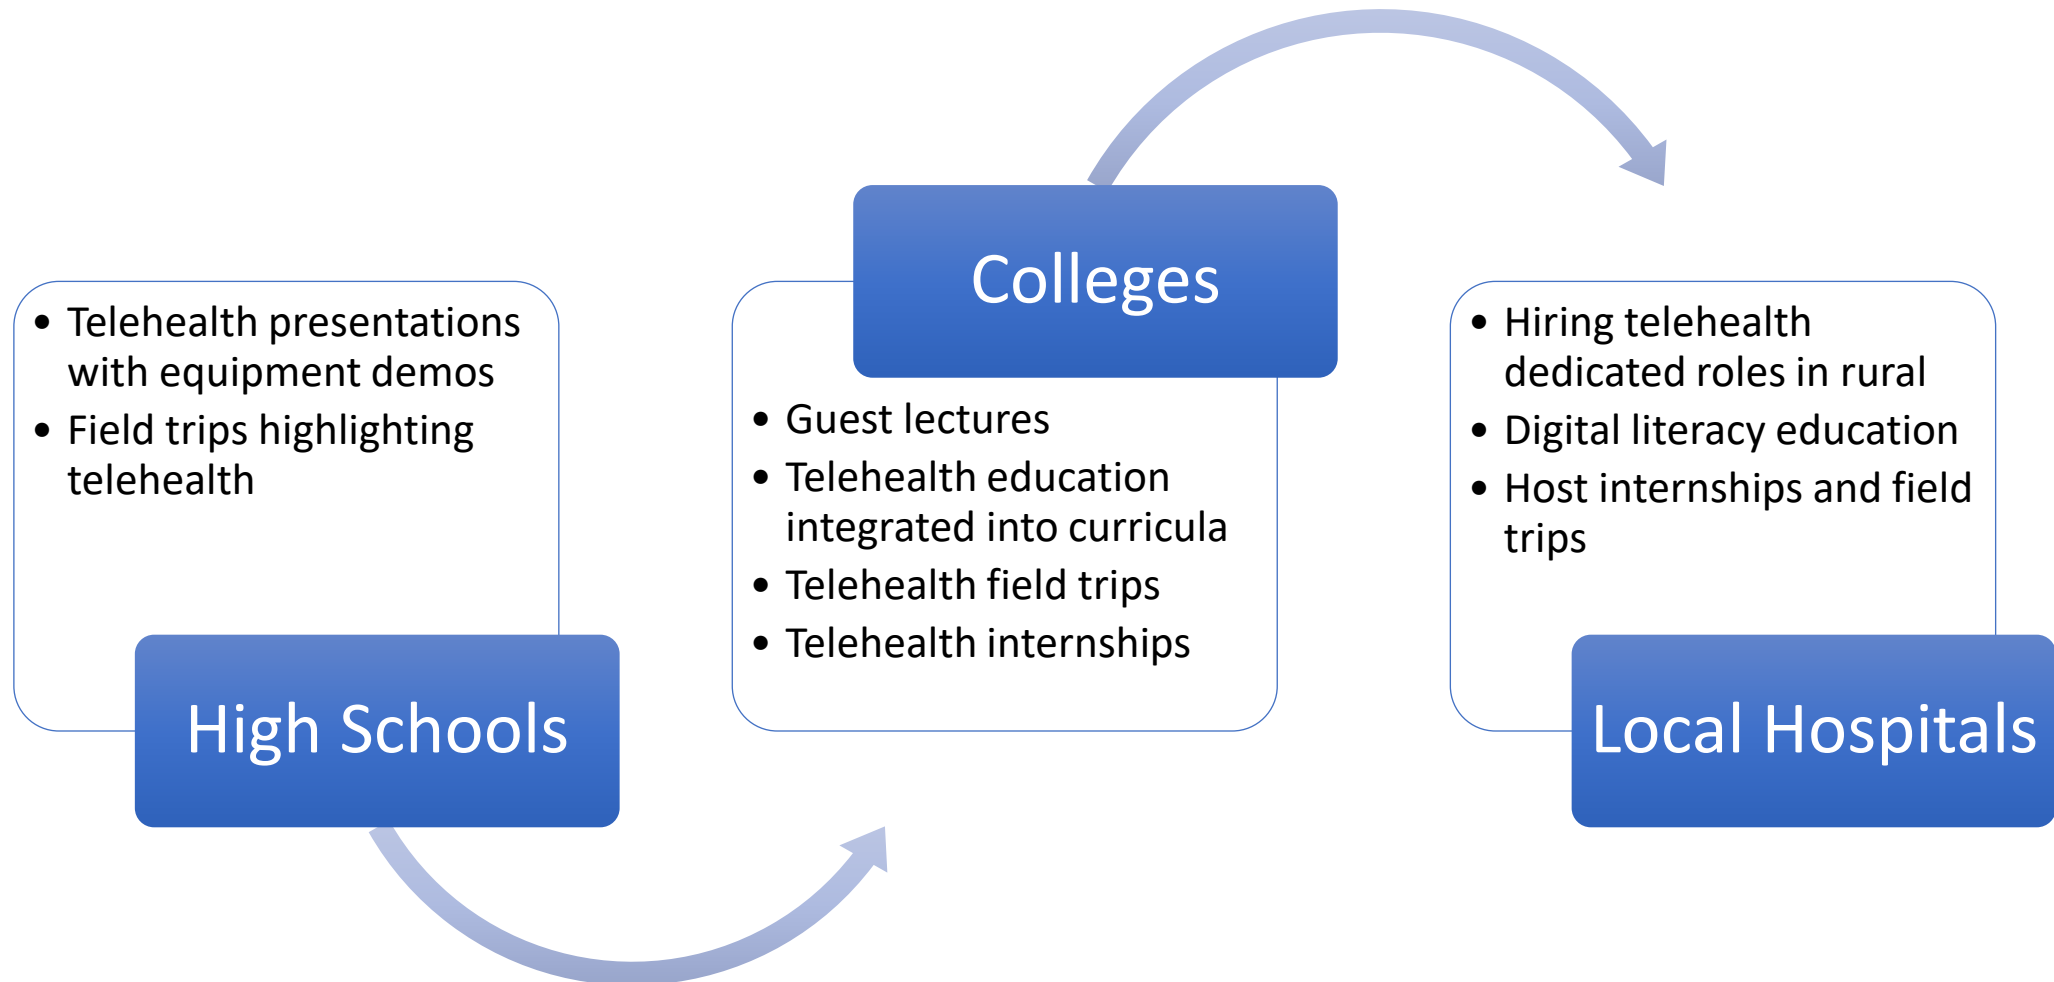 • Telehealth presentations
with equipment demos
• Field trips highlighting
telehealth
High Schools
Colleges
• Guest lectures
• Telehealth education
integrated into curricula
• Telehealth field trips
• Telehealth internships
• Hiring telehealth
dedicated roles in rural
• Digital literacy education
• Host internships and field
trips
Local Hospitals